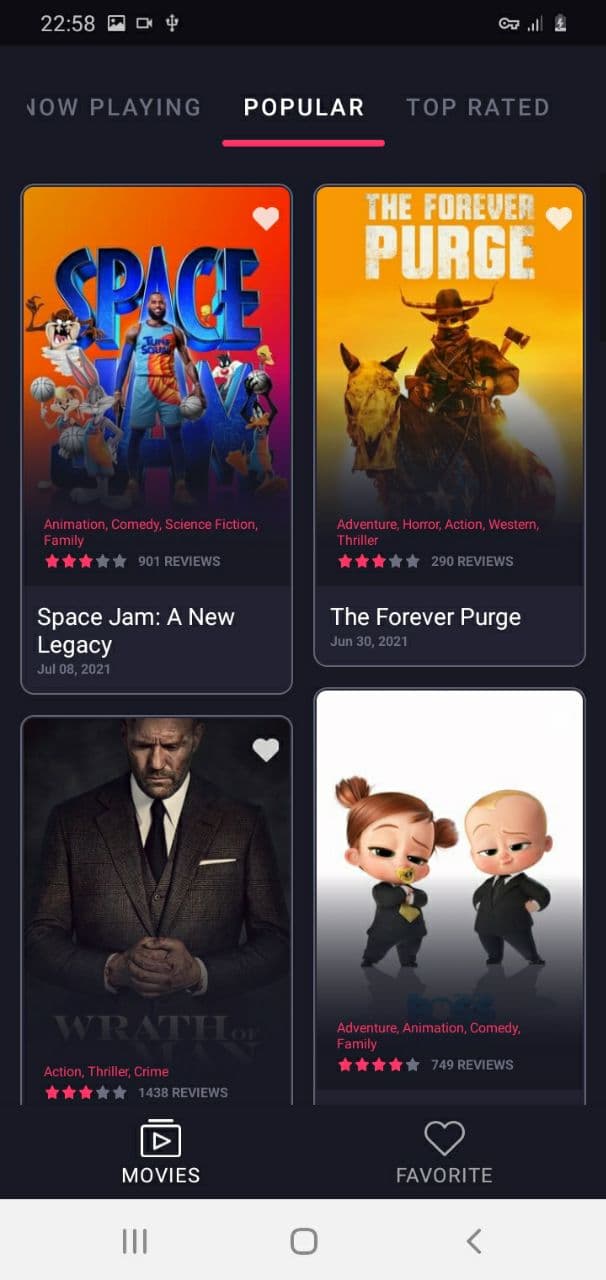 22:58
NOW PLAYING
POPULAR
TOP RATED
SPACE
JAM
TUNE
SQUAD
Animation, Comedy, Science Fiction,
Family
901 REVIEWS
Space Jam: A New
Legacy
Jul 08, 2021
THE FOREVER
PURGE
Adventure, Horror, Action, Western,
Thriller
290 REVIEWS
The Forever Purge
Jun 30, 2021
WRATH OF
MAN
Action, Thriller, Crime
1438 REVIEWS
BOSS
Adventure, Animation, Comedy,
Family
749 REVIEWS
MOVIES
FAVORITE